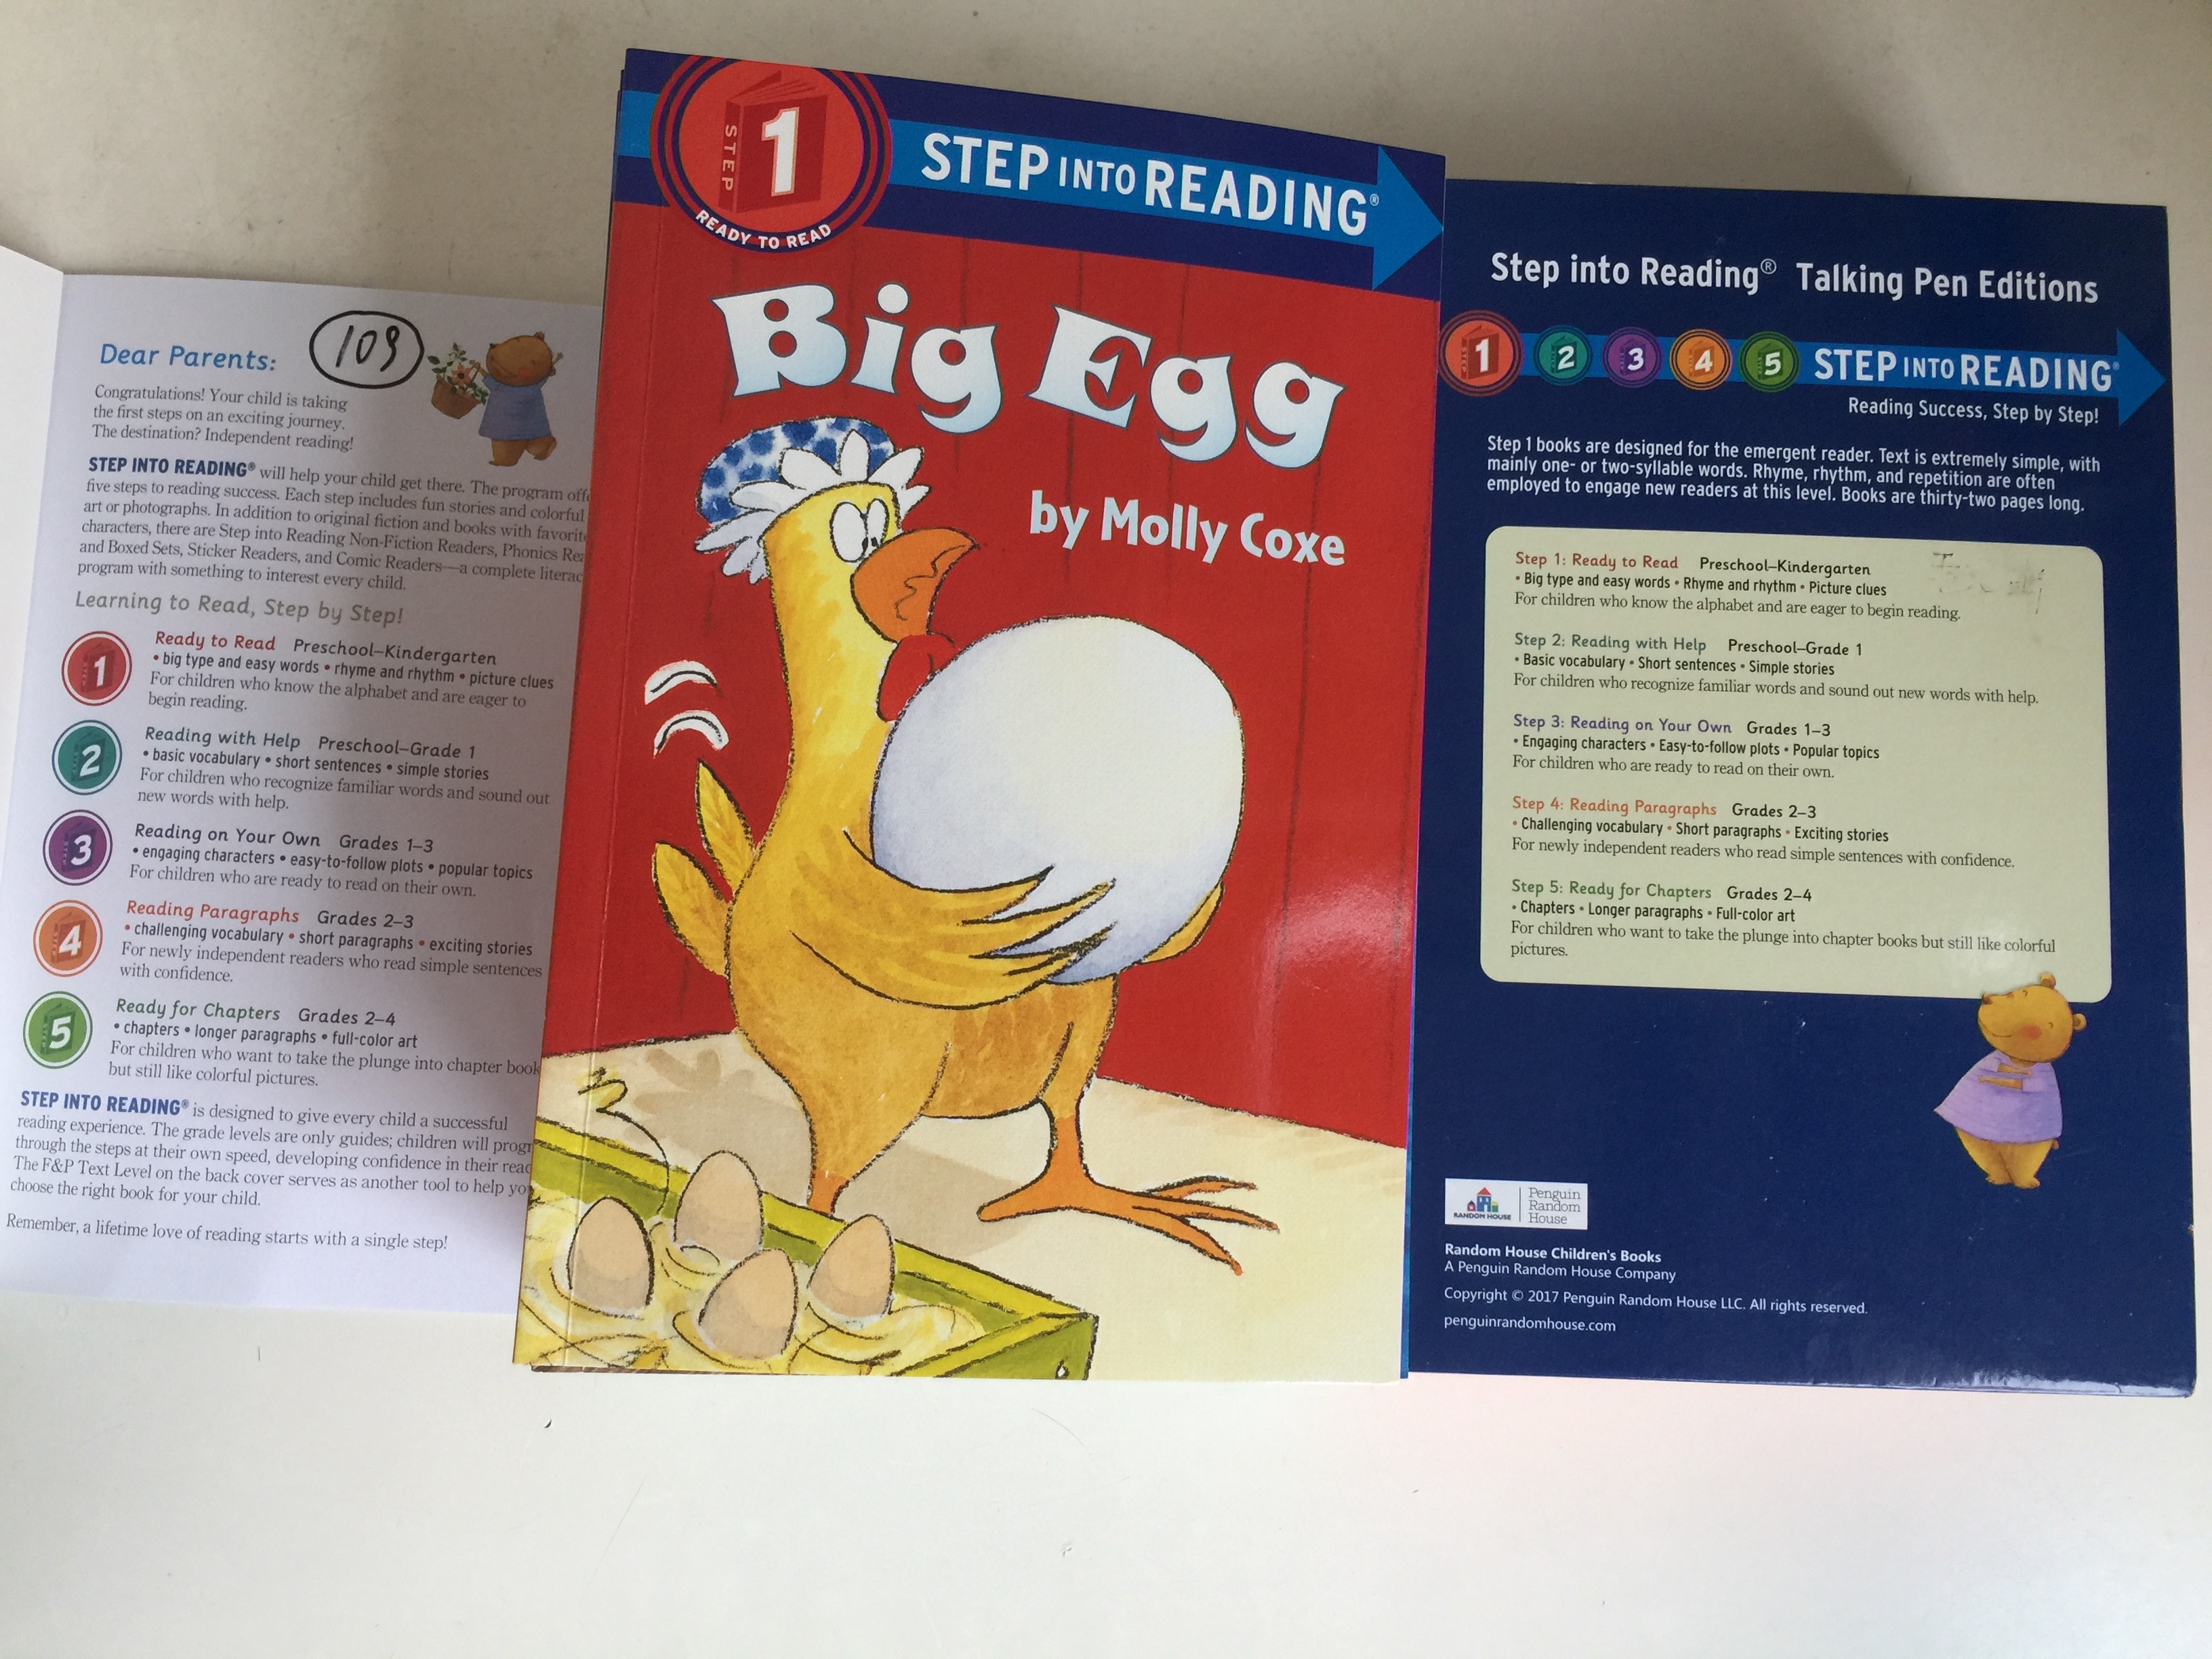 Dear Parents:
109
Congratulations! Your child is taking
the first steps on an exciting journey.
The destination? Independent reading!
STEP INTO READING® will help your child get there. The program
five steps to reading success. Each step includes fun stories and colorful
art or photographs. In addition to original fiction and books with
characters, there are Step into Reading Non-Fiction Readers, Phonics
and Boxed Sets, Sticker Readers, and Comic Readers—a complete
program with something to interest every child.
Learning to Read, Step by Step!
1
Ready to Read Preschool–Kindergarten
• big type and easy words • rhyme and rhythm • picture clues
For children who know the alphabet and are eager to
begin reading.
2
Reading with Help Preschool–Grade 1
• basic vocabulary • short sentences • simple stories
For children who recognize familiar words and sound out
new words with help.
3
Reading on Your Own Grades 1–3
• engaging characters • easy-to-follow plots • popular topics
For children who are ready to read on their own.
4
Reading Paragraphs Grades 2–3
• challenging vocabulary • short paragraphs • exciting stories
For newly independent readers who read simple sentences
with confidence.
5
Ready for Chapters Grades 2–4
• chapters • longer paragraphs • full-color art
For children who want to take the plunge into chapter book
but still like colorful pictures.
STEP INTO READING® is designed to give every child a successful
reading experience. The grade levels are only guides; children will
through the steps at their own speed, developing confidence in their
The F&P Text Level on the back cover serves as another tool to help
choose the right book for your child.
Remember, a lifetime love of reading starts with a single step!
STEP 1
READY TO READ
STEP INTO READING®
Big Egg
by Molly Coxe
Step into Reading® Talking Pen Editions
1 2 3 4 5 STEP INTO READING®
Reading Success, Step by Step!
Step 1 books are designed for the emergent reader. Text is extremely simple, with
mainly one- or two-syllable words. Rhyme, rhythm, and repetition are often
employed to engage new readers at this level. Books are thirty-two pages long.
Step 1: Ready to Read Preschool–Kindergarten
• Big type and easy words • Rhyme and rhythm • Picture clues
For children who know the alphabet and are eager to begin reading.
Step 2: Reading with Help Preschool–Grade 1
• Basic vocabulary • Short sentences • Simple stories
For children who recognize familiar words and sound out new words with help.
Step 3: Reading on Your Own Grades 1–3
• Engaging characters • Easy-to-follow plots • Popular topics
For children who are ready to read on their own.
Step 4: Reading Paragraphs Grades 2–3
• Challenging vocabulary • Short paragraphs • Exciting stories
For newly independent readers who read simple sentences with confidence.
Step 5: Ready for Chapters Grades 2–4
• Chapters • Longer paragraphs • Full-color art
For children who want to take the plunge into chapter books but still like colorful
pictures.
RANDOM HOUSE
Penguin
Random
House
Random House Children's Books
A Penguin Random House Company
Copyright © 2017 Penguin Random House LLC. All rights reserved.
penguinrandomhouse.com